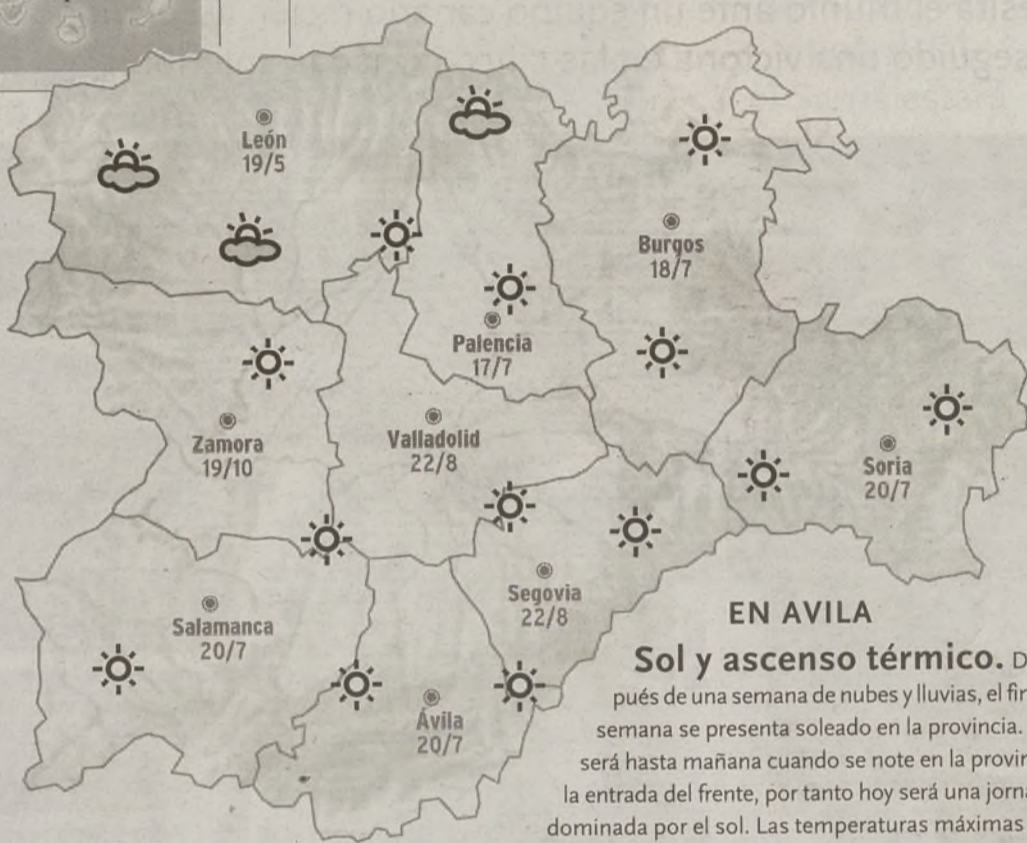 León
19/5
Burgos
18/7
Palencia
17/7
Zamora
19/10
Valladolid
22/8
Soria
20/7
Segovia
22/8
Salamanca
20/7
Ávila
20/7
EN AVILA
Sol y ascenso térmico. D
pués de una semana de nubes y lluvias, el fin
semana se presenta soleado en la provincia.
será hasta mañana cuando se note en la provin
la entrada del frente, por tanto hoy será una jorna
dominada por el sol. Las temperaturas máximas